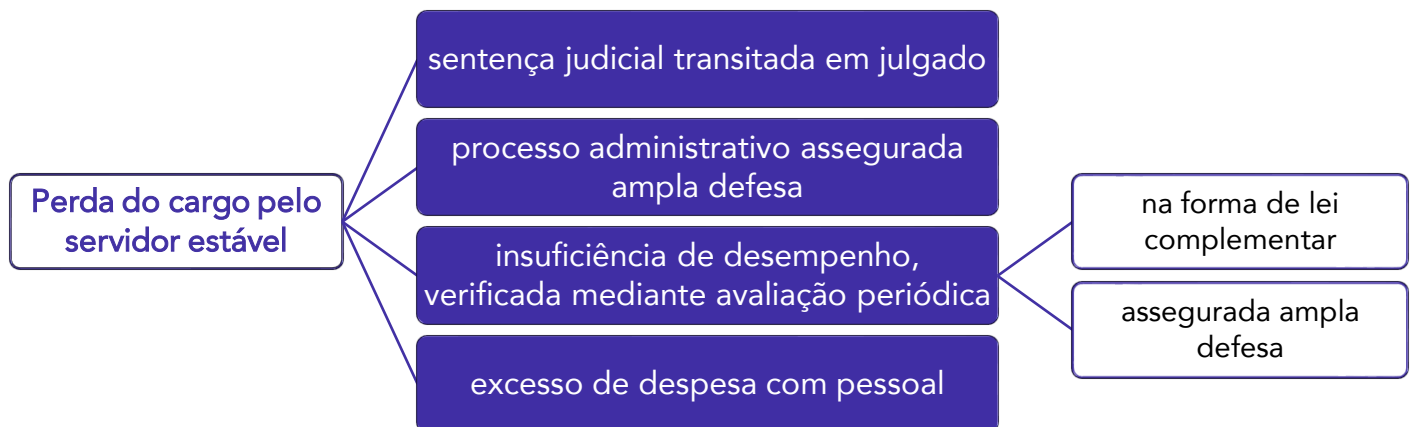 Perda do cargo pelo
servidor estável
sentença judicial transitada em julgado
processo administrativo assegurada
ampla defesa
insuficiência de desempenho,
verificada mediante avaliação periódica
na forma de lei
complementar
assegurada ampla
defesa
excesso de despesa com pessoal